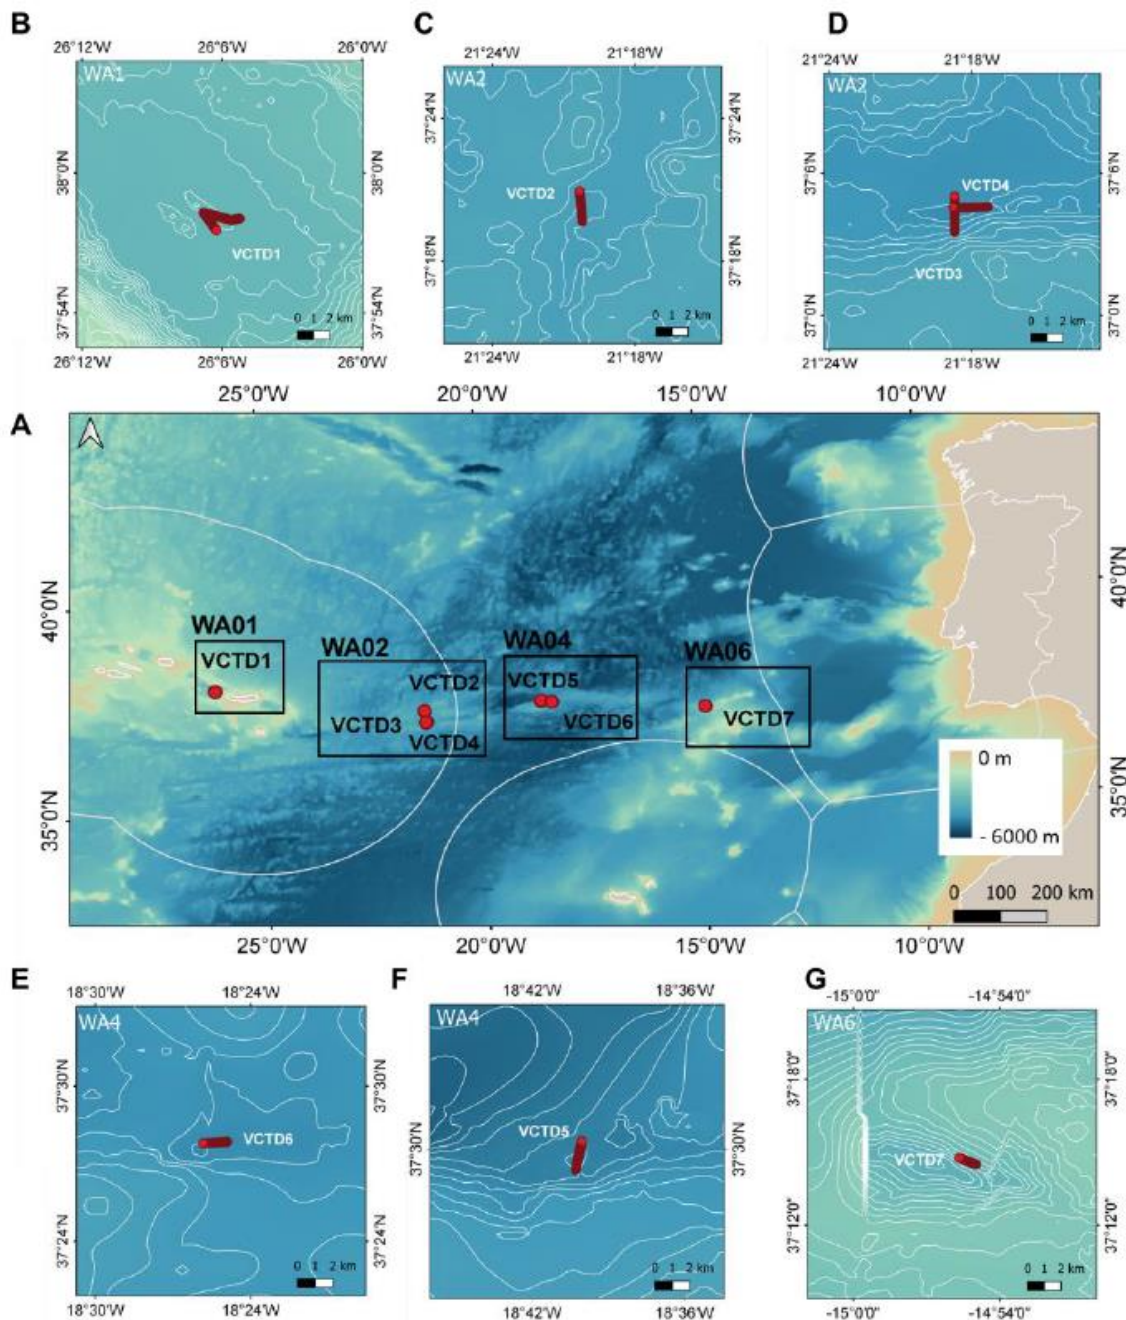 B
26°12'W 26°6'W 26°0'W
WA1
38°0'N
38°0'N
VCTD1
37°54'N
37°54'N
0 1 2 km
26°12'W 26°6'W 26°0'W
C
21°24'W 21°18'W
WA2
37°24'N
37°24'N
VCTD2
37°18'N
37°18'N
0 1 2 km
21°24'W 21°18'W
D
21°24'W 21°18'W
WA2
37°6'N
37°6'N
VCTD4
VCTD3
37°0'N
37°0'N
0 1 2 km
21°24'W 21°18'W
A
25°0'W 20°0'W 15°0'W 10°0'W
40°0'N
40°0'N
WA01
VCTD1
WA02
VCTD2
VCTD3
VCTD4
WA04
VCTD5
VCTD6
WA06
VCTD7
35°0'N
35°0'N
0 m
- 6000 m
0 100 200 km
25°0'W 20°0'W 15°0'W 10°0'W
E
18°30'W 18°24'W
WA4
37°30'N
37°30'N
VCTD6
37°24'N
37°24'N
0 1 2 km
18°30'W 18°24'W
F
18°42'W 18°36'W
WA4
VCTD5
37°30'N
37°30'N
0 1 2 km
18°42'W 18°36'W
G
-15°0'0" -14°54'0"
WA6
37°18'0"
37°18'0"
VCTD7
37°12'0"
37°12'0"
0 1 2 km
-15°0'0" -14°54'0"